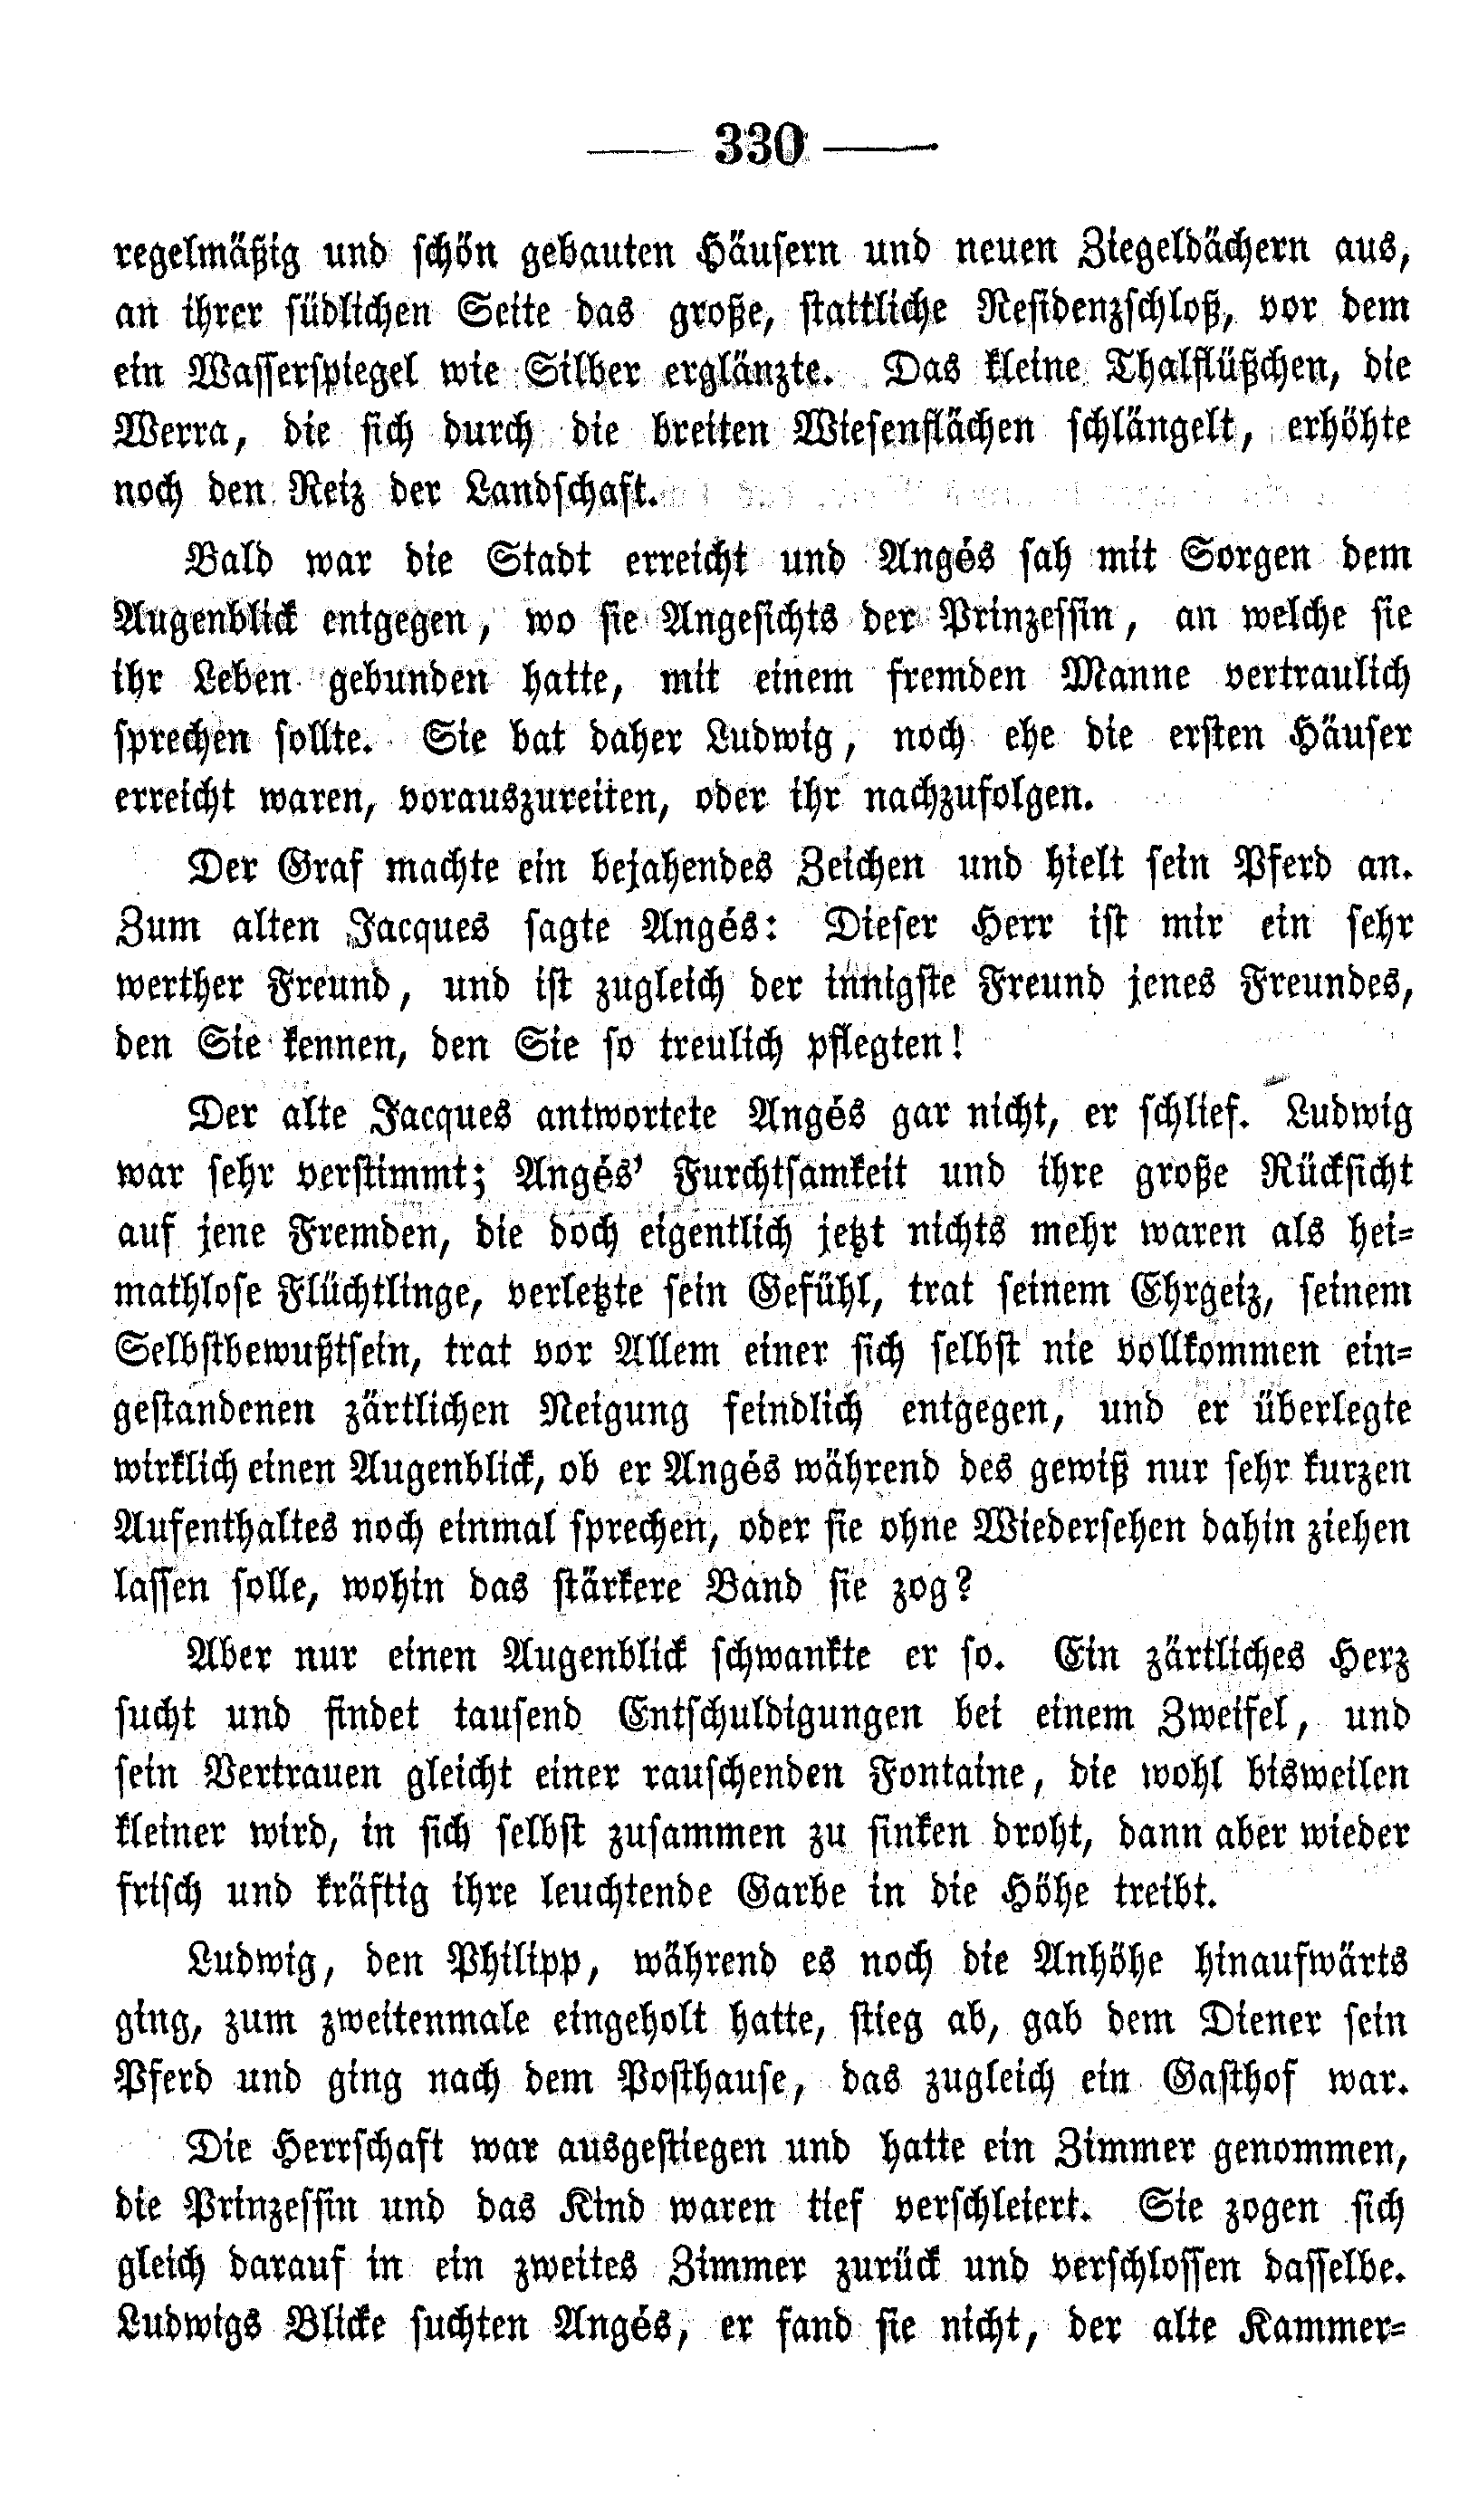 — 330 —
regelmäßig und schön gebauten Häusern und neuen Ziegeldächern aus,
an ihrer südlichen Seite das große, stattliche Residenzschloß, vor dem
ein Wasserspiegel wie Silber erglänzte. Das kleine Thalflüßchen, die
Werra, die sich durch die breiten Wiesenflächen schlängelt, erhöhte
noch den Reiz der Landschaft.
Bald war die Stadt erreicht und Angés sah mit Sorgen dem
Augenblick entgegen, wo sie Angesichts der Prinzessin, an welche sie
ihr Leben gebunden hatte, mit einem fremden Manne vertraulich
sprechen sollte. Sie bat daher Ludwig, noch ehe die ersten Häuser
erreicht waren, vorauszureiten, oder ihr nachzufolgen.
Der Graf machte ein bejahendes Zeichen und hielt sein Pferd an.
Zum alten Jacques sagte Angés: Dieser Herr ist mir ein sehr
werther Freund, und ist zugleich der innigste Freund jenes Freundes,
den Sie kennen, den Sie so treulich pflegten!
Der alte Jacques antwortete Angés gar nicht, er schlief. Ludwig
war sehr verstimmt; Angés’ Furchtsamkeit und ihre große Rücksicht
auf jene Fremden, die doch eigentlich jetzt nichts mehr waren als hei-
mathlose Flüchtlinge, verletzte sein Gefühl, trat seinem Ehrgeiz, seinem
Selbstbewußtsein, trat vor Allem einer sich selbst nie vollkommen ein-
gestandenen zärtlichen Neigung feindlich entgegen, und er überlegte
wirklich einen Augenblick, ob er Angés während des gewiß nur sehr kurzen
Aufenthaltes noch einmal sprechen, oder sie ohne Wiedersehen dahin ziehen
lassen solle, wohin das stärkere Band sie zog?
Aber nur einen Augenblick schwankte er so. Ein zärtliches Herz
sucht und findet tausend Entschuldigungen bei einem Zweifel, und
sein Vertrauen gleicht einer rauschenden Fontaine, die wohl bisweilen
kleiner wird, in sich selbst zusammen zu sinken droht, dann aber wieder
frisch und kräftig ihre leuchtende Garbe in die Höhe treibt.
Ludwig, den Philipp, während es noch die Anhöhe hinaufwärts
ging, zum zweitenmale eingeholt hatte, stieg ab, gab dem Diener sein
Pferd und ging nach dem Posthause, das zugleich ein Gasthof war.
Die Herrschaft war ausgestiegen und hatte ein Zimmer genommen,
die Prinzessin und das Kind waren tief verschleiert. Sie zogen sich
gleich darauf in ein zweites Zimmer zurück und verschlossen dasselbe.
Ludwigs Blicke suchten Angés, er fand sie nicht, der alte Kammer-